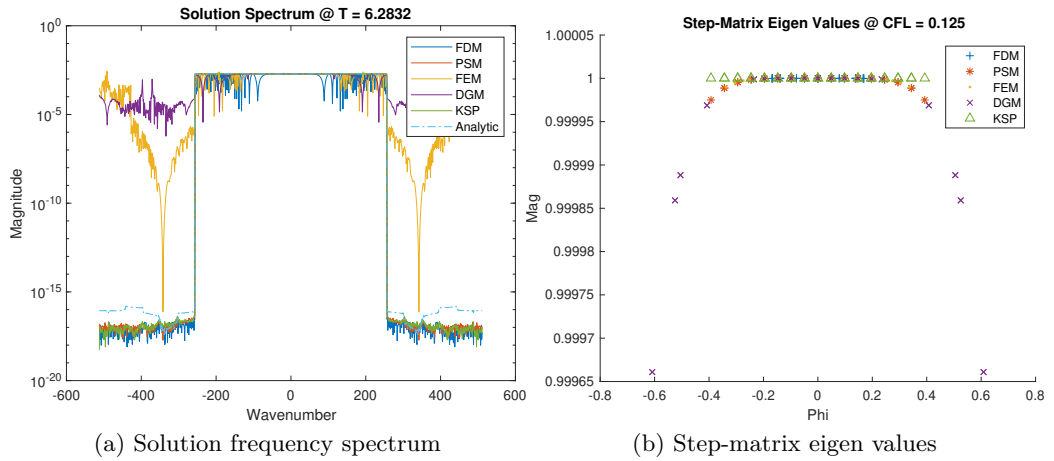 Solution Spectrum @ T = 6.2832
10^0
10^-5
10^-10
10^-15
10^-20
Magnitude
-600
-400
-200
0
200
400
600
Wavenumber
FDM
PSM
FEM
DGM
KSP
Analytic
(a) Solution frequency spectrum
Step-Matrix Eigen Values @ CFL = 0.125
1.00005
1
0.99995
0.9999
0.99985
0.9998
0.99975
0.9997
0.99965
Mag
-0.8
-0.6
-0.4
-0.2
0
0.2
0.4
0.6
0.8
Phi
FDM
PSM
FEM
DGM
KSP
(b) Step-matrix eigen values